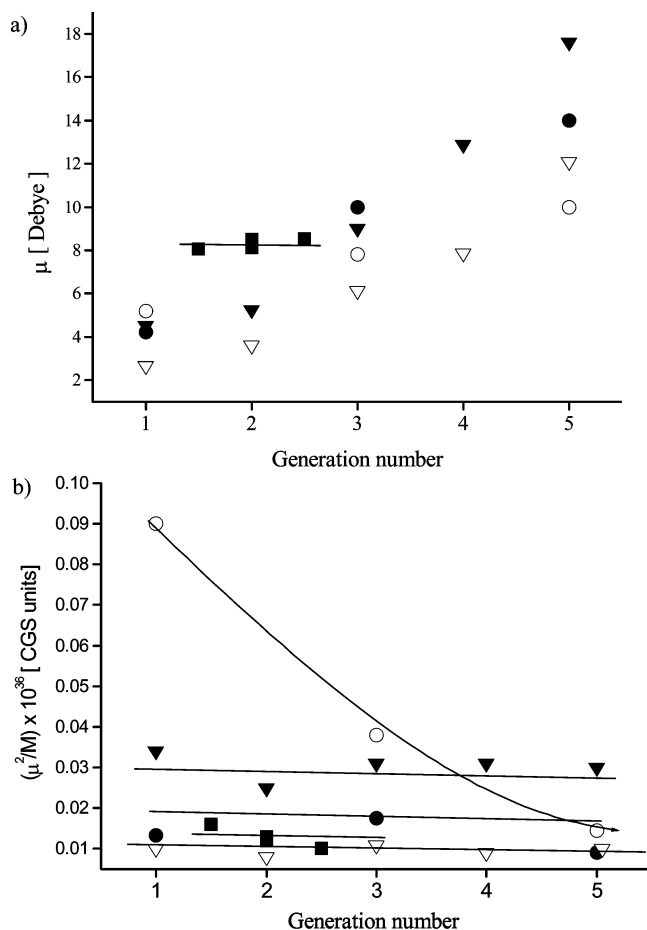 a)
18
16
14
12
10
8
6
4
2
μ [ Debye ]
1 2 3 4 5
Generation number
b)
0.10
0.09
0.08
0.07
0.06
0.05
0.04
0.03
0.02
0.01
(μ²/M) x 10³⁶ [ CGS units]
1 2 3 4 5
Generation number